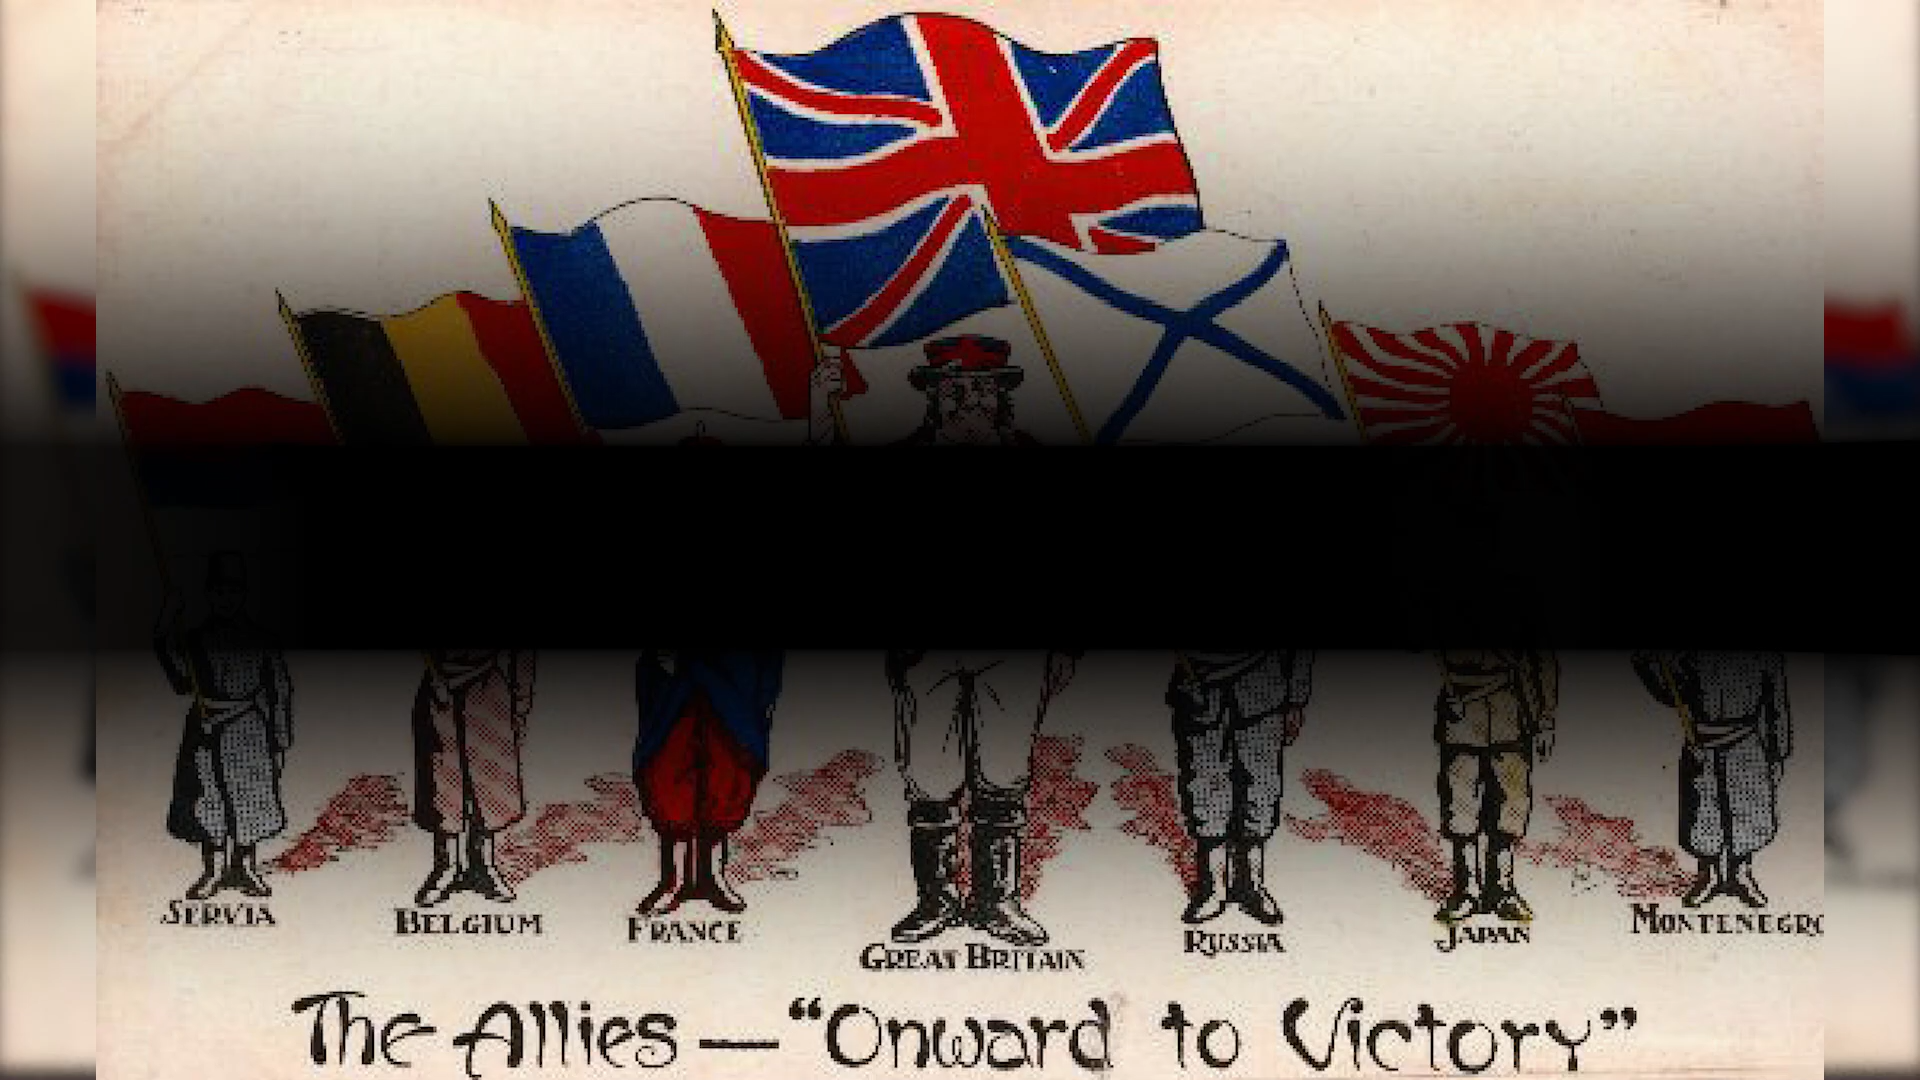 SERVIA
BELGIUM
FRANCE
GREAT BRITAIN
RUSSIA
JAPAN
MONTENEGRO
The Allies — "Onward to Victory"